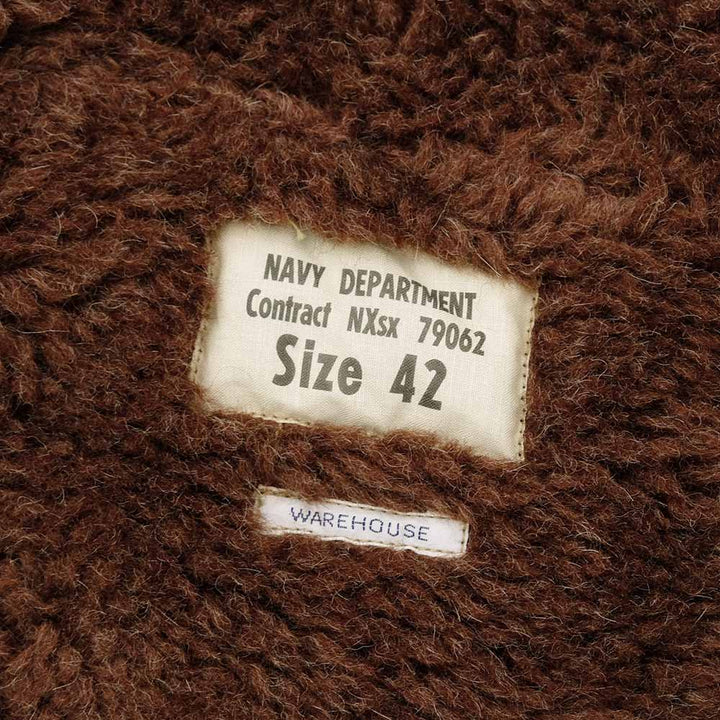 NAVY DEPARTMENT
Contract NXsx 79062
Size 42
WAREHOUSE